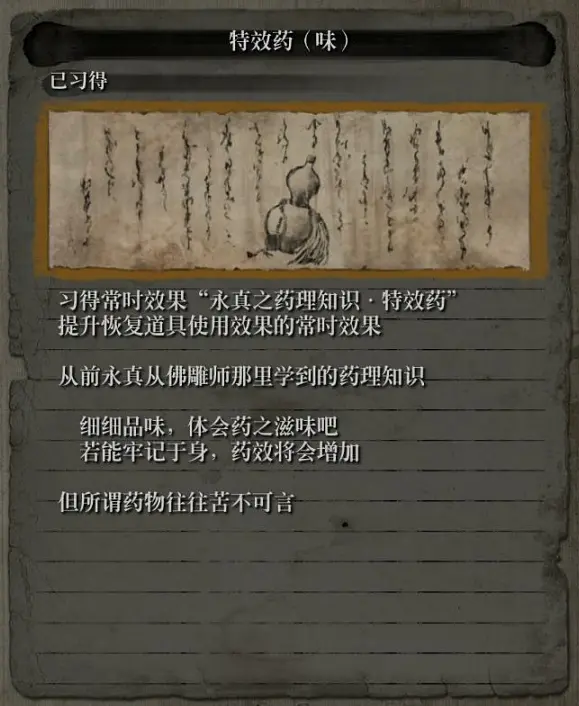 特效药（味）
已习得
习得常时效果“永真之药理知识·特效药”
提升恢复道具使用效果的常时效果
从前永真从佛雕师那里学到的药理知识
细细品味，体会药之滋味吧
若能牢记于身，药效将会增加
但所谓药物往往苦不可言